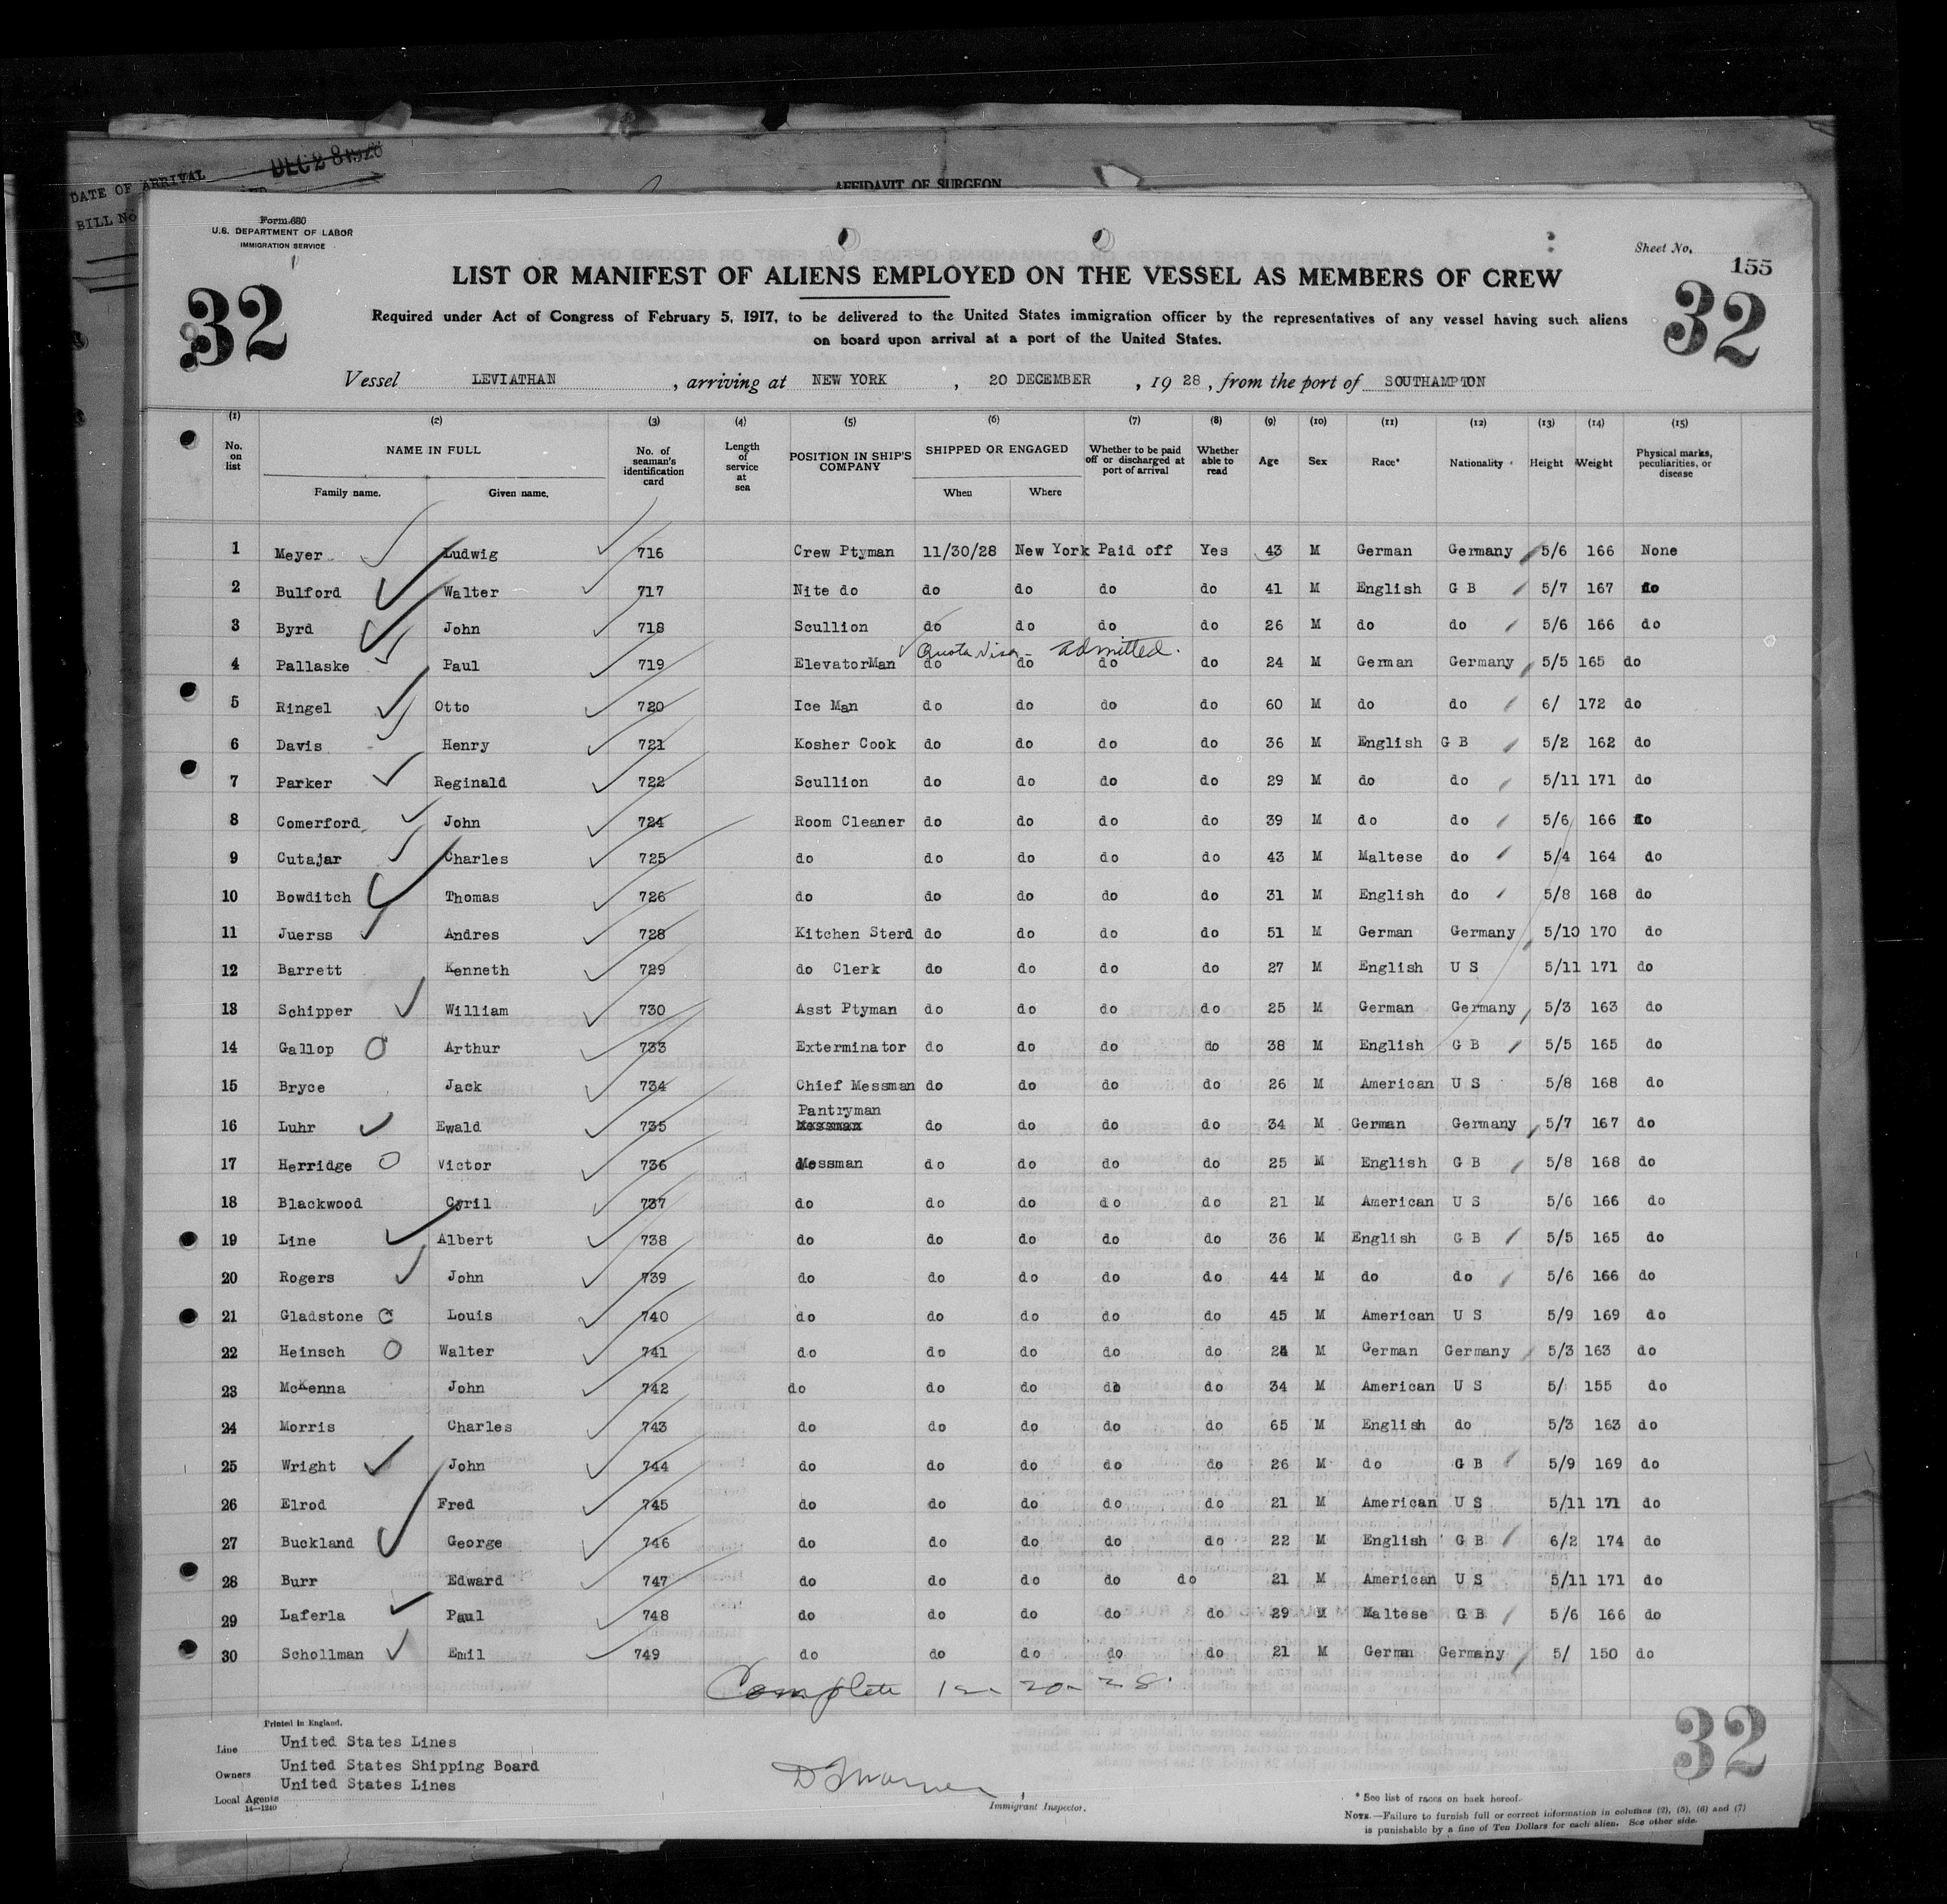 DATE OF ARRIVAL DEC 28 1928
BILL No
AFFIDAVIT OF SURGEON
Form 680
U.S. DEPARTMENT OF LABOR
IMMIGRATION SERVICE
Sheet No. 155
32
32
LIST OR MANIFEST OF ALIENS EMPLOYED ON THE VESSEL AS MEMBERS OF CREW
Required under Act of Congress of February 5, 1917, to be delivered to the United States immigration officer by the representatives of any vessel having such aliens
on board upon arrival at a port of the United States.
Vessel LEVIATHAN , arriving at NEW YORK , 20 DECEMBER , 19 28 , from the port of SOUTHAMPTON
(1) (2) (3) (4) (5) (6) (7) (8) (9) (10) (11) (12) (13) (14) (15)
No. on list NAME IN FULL Family name. Given name. No. of seaman's identification card Length of service at sea POSITION IN SHIP'S COMPANY SHIPPED OR ENGAGED When Where Whether to be paid off or discharged at port of arrival Whether able to read Age Sex Race* Nationality Height Weight Physical marks, peculiarities, or disease
1 Meyer Ludwig 716 Crew Ptyman 11/30/28 New York Paid off Yes 43 M German Germany 5/6 166 None
2 Bulford Walter 717 Nite do do do do do 41 M English G B 5/7 167 do
3 Byrd John 718 Scullion do do do do 26 M do do 5/6 166 do
Quota Visa - admitted.
4 Pallaske Paul 719 ElevatorMan do do do do 24 M German Germany 5/5 165 do
5 Ringel Otto 720 Ice Man do do do do 60 M do do 6/ 172 do
6 Davis Henry 721 Kosher Cook do do do do 36 M English G B 5/2 162 do
7 Parker Reginald 722 Scullion do do do do 29 M do do 5/11 171 do
8 Comerford John 724 Room Cleaner do do do do 39 M do do 5/6 166 do
9 Cutajar Charles 725 do do do do do 43 M Maltese do 5/4 164 do
10 Bowditch Thomas 726 do do do do do 31 M English do 5/8 168 do
11 Juerss Andres 728 Kitchen Sterd do do do do 51 M German Germany 5/10 170 do
12 Barrett Kenneth 729 do Clerk do do do do 27 M English U S 5/11 171 do
13 Schipper William 730 Asst Ptyman do do do do 25 M German Germany 5/3 163 do
14 Gallop Arthur 733 Exterminator do do do do 38 M English G B 5/5 165 do
15 Bryce Jack 734 Chief Messman do do do do 26 M American U S 5/8 168 do
Pantryman
16 Luhr Ewald 735 Messman do do do do 34 M German Germany 5/7 167 do
17 Herridge Victor 736 Messman do do do do 25 M English G B 5/8 168 do
18 Blackwood Cyril 737 do do do do do 21 M American U S 5/6 166 do
19 Line Albert 738 do do do do do 36 M English G B 5/5 165 do
20 Rogers John 739 do do do do do 44 M do do 5/6 166 do
21 Gladstone Louis 740 do do do do do 45 M American U S 5/9 169 do
22 Heinsch Walter 741 do do do do do 24 M German Germany 5/3 163 do
23 McKenna John 742 do do do do do 34 M American U S 5/ 155 do
24 Morris Charles 743 do do do do do 65 M English do 5/3 163 do
25 Wright John 744 do do do do do 26 M do G B 5/9 169 do
26 Elrod Fred 745 do do do do do 21 M American U S 5/11 171 do
27 Buckland George 746 do do do do do 22 M English G B 6/2 174 do
28 Burr Edward 747 do do do do do 21 M American U S 5/11 171 do
29 Laferla Paul 748 do do do do do 29 M Maltese G B 5/6 166 do
30 Schollman Emil 749 do do do do do 21 M German Germany 5/ 150 do
Complete 12-20-28.
Printed in England.
Line United States Lines
Owners United States Shipping Board
United States Lines
Local Agents
14-1240
Immigrant Inspector.
32
* See list of races on back hereof.
NOTE.—Failure to furnish full or correct information in columns (2), (5), (6) and (7)
is punishable by a fine of Ten Dollars for each alien. See other side.